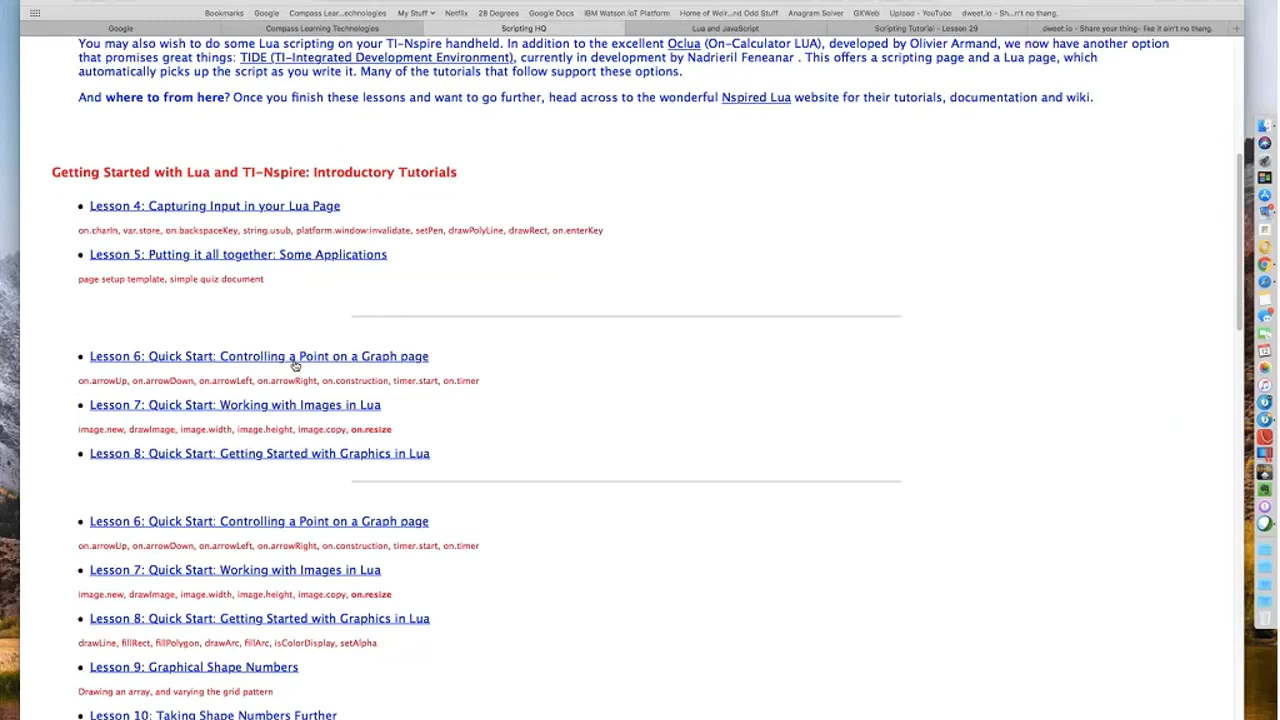 Bookmarks Google Compass Lear...echnologies My Stuff Netflix 28 Degrees Google Docs IBM Watson IoT Platform Home of Weir...nd Odd Stuff Anagram Solver GXWeb Upload - YouTube dweet.io - Sh...n't no thang.
Google Compass Learning Technologies Scripting HQ Lua and JavaScript Scripting Tutorial - Lesson 29 dweet.io - Share your thing- like it ain't no thang.
You may also wish to do some Lua scripting on your TI-Nspire handheld. In addition to the excellent Oclua (On-Calculator LUA), developed by Olivier Armand, we now have another option
that promises great things: TIDE (TI-Integrated Development Environment), currently in development by Nadrieril Feneanar . This offers a scripting page and a Lua page, which
automatically picks up the script as you write it. Many of the tutorials that follow support these options.
And where to from here? Once you finish these lessons and want to go further, head across to the wonderful Nspired Lua website for their tutorials, documentation and wiki.
Getting Started with Lua and TI-Nspire: Introductory Tutorials
• Lesson 4: Capturing Input in your Lua Page
on.charIn, var.store, on.backspaceKey, string.usub, platform.window:invalidate, setPen, drawPolyLine, drawRect, on.enterKey
• Lesson 5: Putting it all together: Some Applications
page setup template, simple quiz document
• Lesson 6: Quick Start: Controlling a Point on a Graph page
on.arrowUp, on.arrowDown, on.arrowLeft, on.arrowRight, on.construction, timer.start, on.timer
• Lesson 7: Quick Start: Working with Images in Lua
image.new, drawImage, image.width, image.height, image.copy, on.resize
• Lesson 8: Quick Start: Getting Started with Graphics in Lua
• Lesson 6: Quick Start: Controlling a Point on a Graph page
on.arrowUp, on.arrowDown, on.arrowLeft, on.arrowRight, on.construction, timer.start, on.timer
• Lesson 7: Quick Start: Working with Images in Lua
image.new, drawImage, image.width, image.height, image.copy, on.resize
• Lesson 8: Quick Start: Getting Started with Graphics in Lua
drawLine, fillRect, fillPolygon, drawArc, fillArc, isColorDisplay, setAlpha
• Lesson 9: Graphical Shape Numbers
Drawing an array, and varying the grid pattern
• Lesson 10: Taking Shape Numbers Further